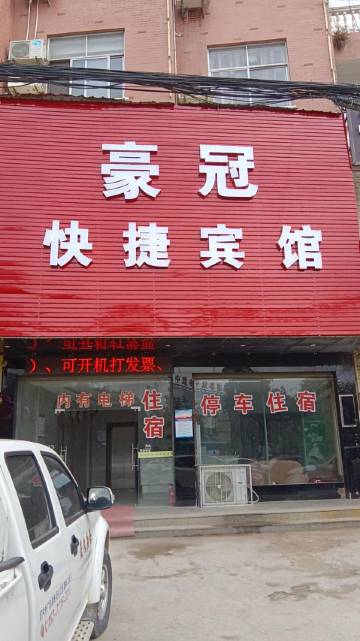 豪冠
快捷宾馆
）、可开机打发票、
内有电梯
住宿
停车住宿